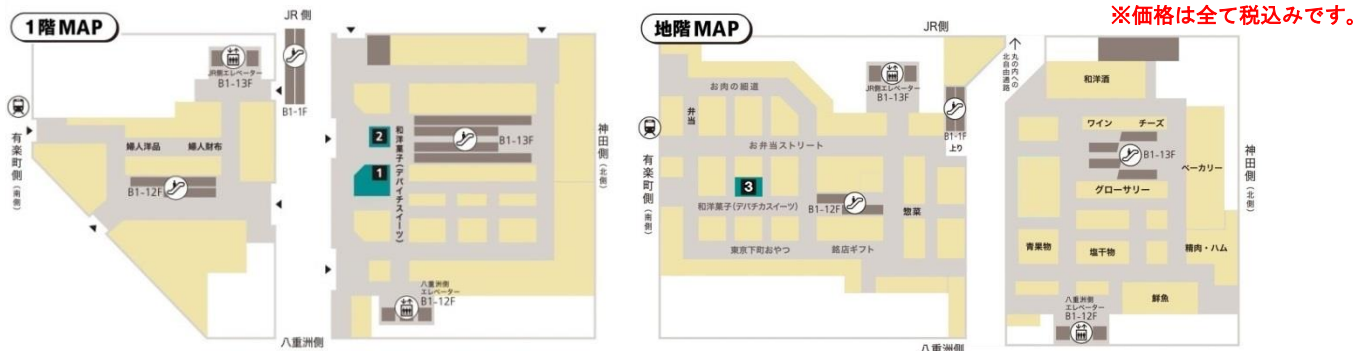 ※価格は全て税込みです。
1階MAP
JR側
JR側エレベーター
B1-13F
B1-1F
有楽町側(南側)
婦人洋品
婦人財布
B1-12F
2
1
和洋菓子(デパイチスイーツ)
B1-13F
神田側(北側)
八重洲側
エレベーター
B1-12F
八重洲側
地階MAP
JR側
丸の内への
北自由通路
お肉の細道
JR側エレベーター
B1-13F
弁当
B1-1F
上り
お弁当ストリート
有楽町側(南側)
3
和洋菓子(デパチカスイーツ)
B1-12F
惣菜
東京下町おやつ
銘店ギフト
和洋酒
ワイン
チーズ
B1-13F
ベーカリー
グローサリー
神田側(北側)
青果物
塩干物
精肉・ハム
八重洲側
エレベーター
B1-12F
鮮魚
八重洲側